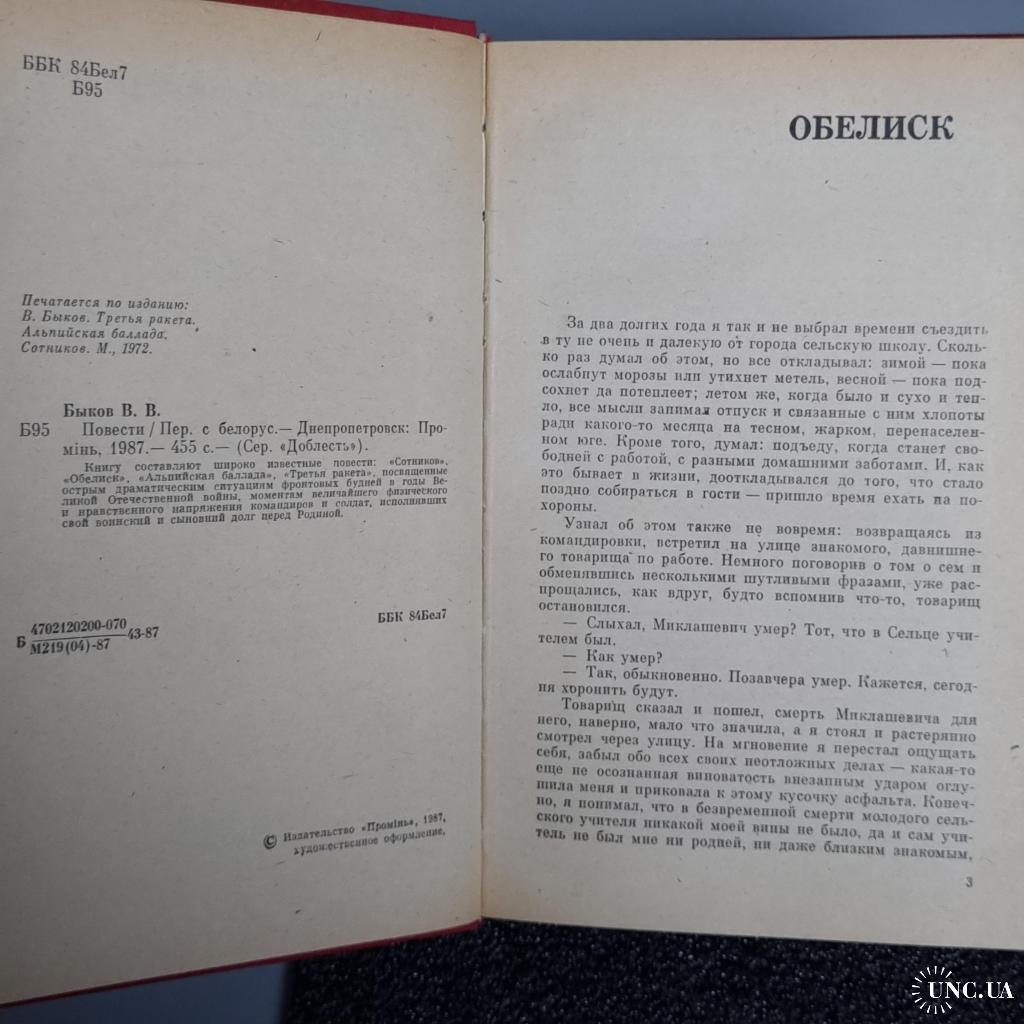 ББК 84Бел7
Б95
Печатается по изданию:
В. Быков. Третья ракета.
Альпийская баллада.
Сотников. М., 1972.
Быков В. В.
Б95 Повести / Пер. с белорус.— Днепропетровск: Про-
мінь, 1987.— 455 с.— (Сер. «Доблесть»).
Книгу составляют широко известные повести: «Сотников»,
«Обелиск», «Альпийская баллада», «Третья ракета», посвященные
острым драматическим ситуациям фронтовых будней в годы Ве-
ликой Отечественной войны, моментам величайшего физического
и нравственного напряжения командиров и солдат, исполнявших
свой воинский и сыновний долг перед Родиной.
Б 4702120200-070
М219(04)-87 43-87
ББК 84Бел7
© Издательство «Промінь», 1987,
художественное оформление,
ОБЕЛИСК
За два долгих года я так и не выбрал времени съездить
в ту не очень и далекую от города сельскую школу. Сколь-
ко раз думал об этом, но все откладывал: зимой — пока
ослабнут морозы или утихнет метель, весной — пока под-
сохнет да потеплеет; летом же, когда было и сухо и теп-
ло, все мысли занимал отпуск и связанные с ним хлопоты
ради какого-то месяца на тесном, жарком, перенаселен-
ном юге. Кроме того, думал: подъеду, когда станет сво-
бодней с работой, с разными домашними заботами. И, как
это бывает в жизни, дооткладывался до того, что стало
поздно собираться в гости — пришло время ехать на по-
хороны.
Узнал об этом также не вовремя: возвращаясь из
командировки, встретил на улице знакомого, давнишне-
го товарища по работе. Немного поговорив о том о сем и
обменявшись несколькими шутливыми фразами, уже рас-
прощались, как вдруг, будто вспомнив что-то, товарищ
остановился.
— Слыхал, Миклашевич умер? Тот, что в Сельце учи-
телем был.
— Как умер?
— Так, обыкновенно. Позавчера умер. Кажется, сегод-
ня хоронить будут.
Товарищ сказал и пошел, смерть Миклашевича для
него, наверно, мало что значила, а я стоял и растерянно
смотрел через улицу. На мгновение я перестал ощущать
себя, забыл обо всех своих неотложных делах — какая-то
еще не осознанная виноватость внезапным ударом оглу-
шила меня и приковала к этому кусочку асфальта. Конеч-
но, я понимал, что в безвременной смерти молодого сель-
ского учителя никакой моей вины не было, да и сам учи-
тель не был мне ни родней, ни даже близким знакомым,
3
UNC.UA